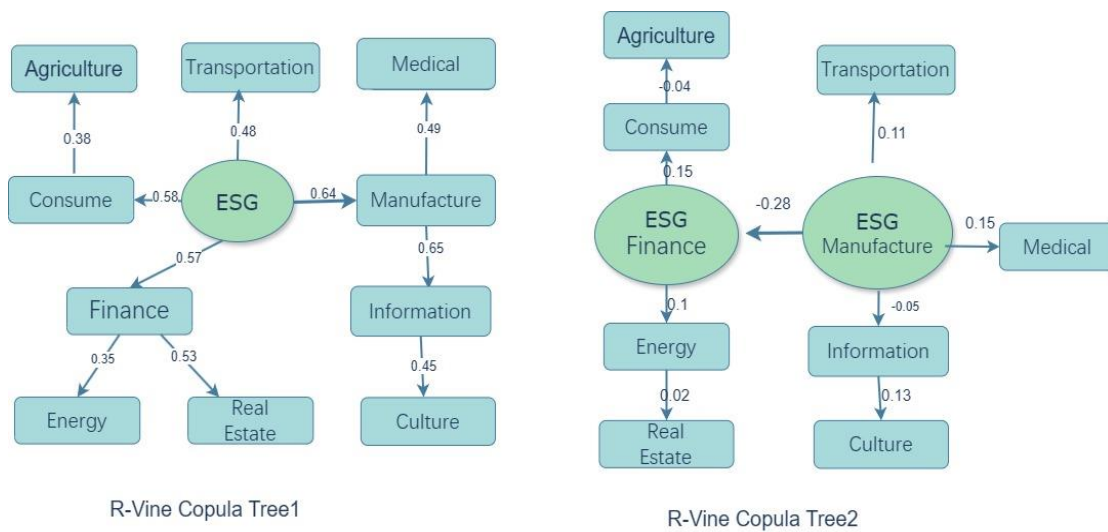 Agriculture
Transportation
Medical
0.38
0.48
0.49
Consume
0.58
ESG
0.64
Manufacture
0.57
0.65
Finance
Information
0.35
0.53
0.45
Energy
Real
Estate
Culture
R-Vine Copula Tree1
Agriculture
Transportation
-0.04
Consume
0.11
0.15
ESG
Finance
-0.28
ESG
Manufacture
0.15
Medical
0.1
-0.05
Energy
Information
0.02
0.13
Real
Estate
Culture
R-Vine Copula Tree2